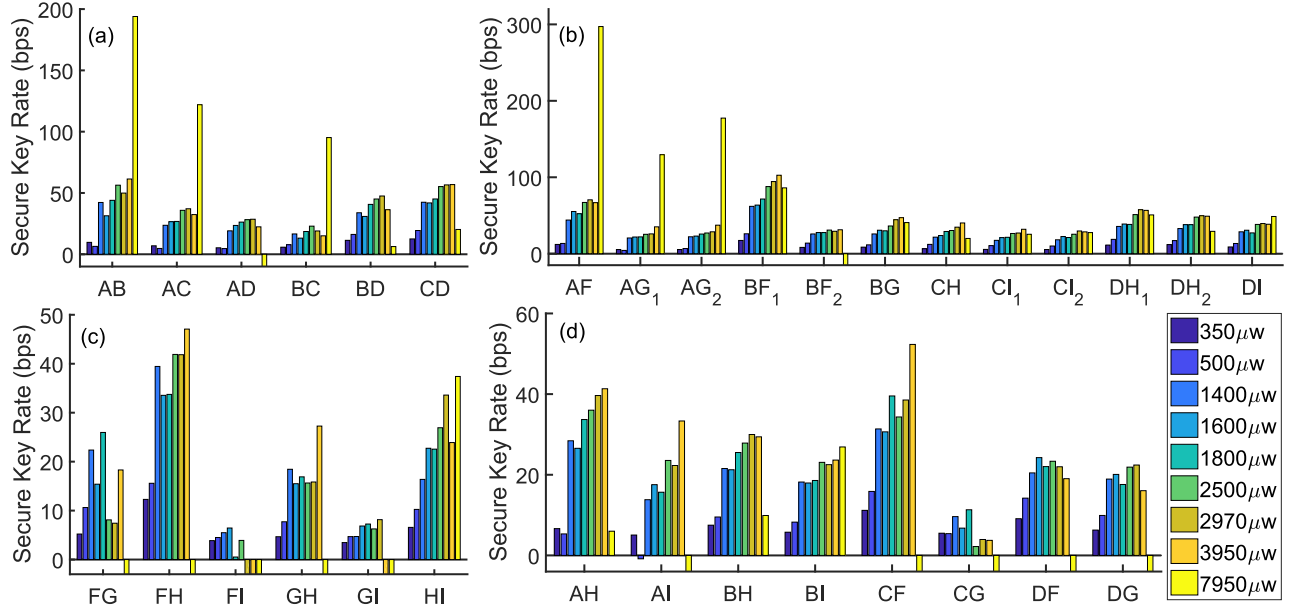 (a)
Secure Key Rate (bps)
200
150
100
50
0
AB AC AD BC BD CD
(b)
Secure Key Rate (bps)
300
200
100
0
AF AG1 AG2 BF1 BF2 BG CH CI1 CI2 DH1 DH2 DI
(c)
Secure Key Rate (bps)
50
40
30
20
10
0
FG FH FI GH GI HI
(d)
Secure Key Rate (bps)
60
40
20
0
AH AI BH BI CF CG DF DG
350μw
500μw
1400μw
1600μw
1800μw
2500μw
2970μw
3950μw
7950μw